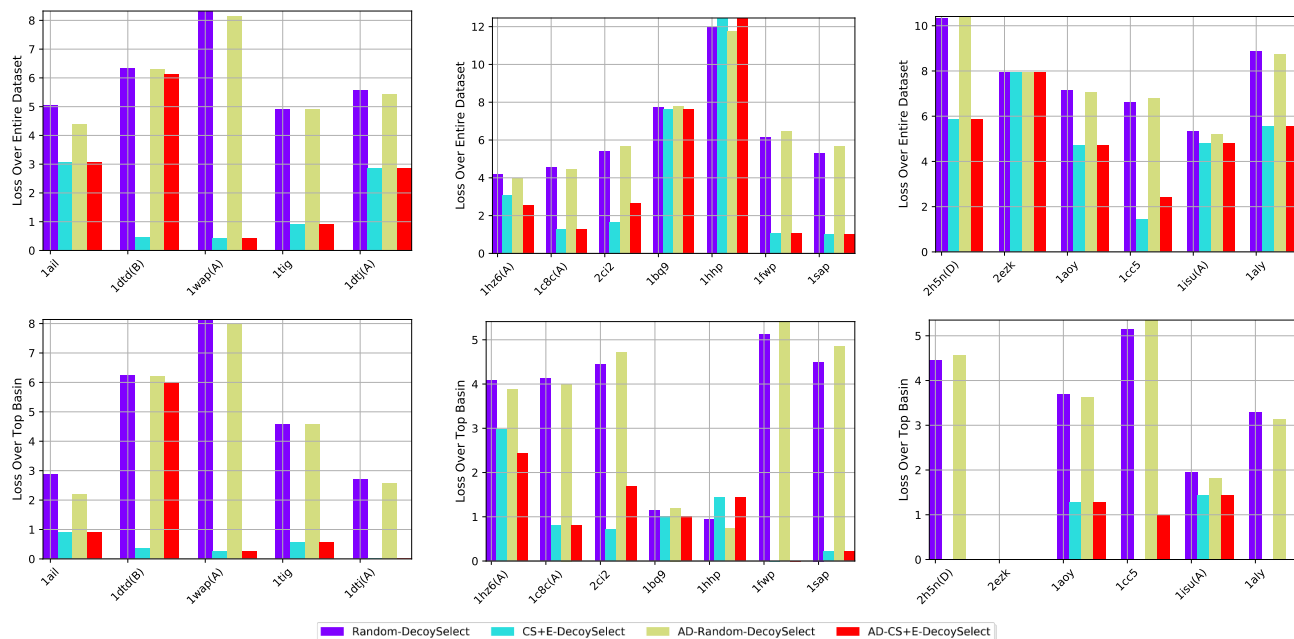 Loss Over Entire Dataset
8
7
6
5
4
3
2
1
0
1ail
1dtd(B)
1wap(A)
1tig
1dtj(A)
Loss Over Entire Dataset
12
10
8
6
4
2
0
1hz6(A)
1c8c(A)
2ci2
1bq9
1hhp
1fwp
1sap
Loss Over Entire Dataset
10
8
6
4
2
0
2h5n(D)
2ezk
1aoy
1cc5
1isu(A)
1aly
Loss Over Top Basin
8
7
6
5
4
3
2
1
0
1ail
1dtd(B)
1wap(A)
1tig
1dtj(A)
Loss Over Top Basin
5
4
3
2
1
0
1hz6(A)
1c8c(A)
2ci2
1bq9
1hhp
1fwp
1sap
Loss Over Top Basin
5
4
3
2
1
0
2h5n(D)
2ezk
1aoy
1cc5
1isu(A)
1aly
Random-DecoySelect CS+E-DecoySelect AD-Random-DecoySelect AD-CS+E-DecoySelect